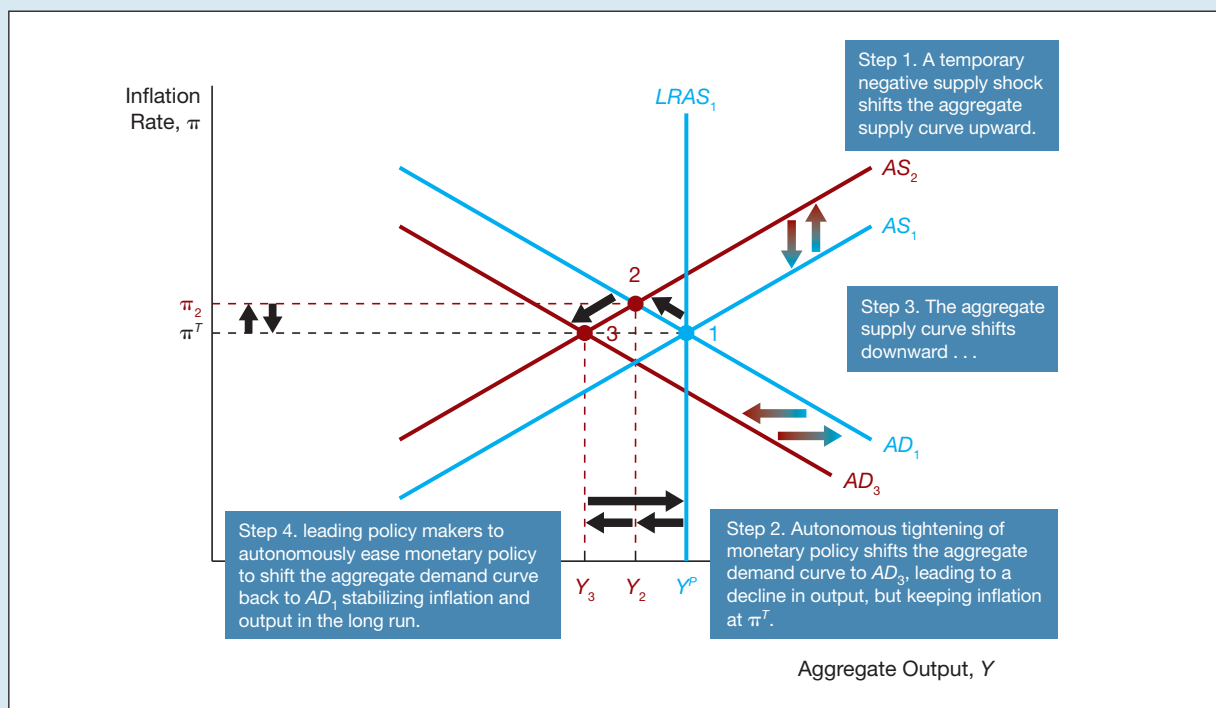 Step 1. A temporary
negative supply shock
shifts the aggregate
supply curve upward.
Inflation
Rate, π
LRAS₁
AS₂
AS₁
2
π₂
πᵀ
3
1
Step 3. The aggregate
supply curve shifts
downward . . .
AD₁
AD₃
Step 4. leading policy makers to
autonomously ease monetary policy
to shift the aggregate demand curve
back to AD₁ stabilizing inflation and
output in the long run.
Step 2. Autonomous tightening of
monetary policy shifts the aggregate
demand curve to AD₃, leading to a
decline in output, but keeping inflation
at πᵀ.
Y₃ Y₂ Yᴾ
Aggregate Output, Y